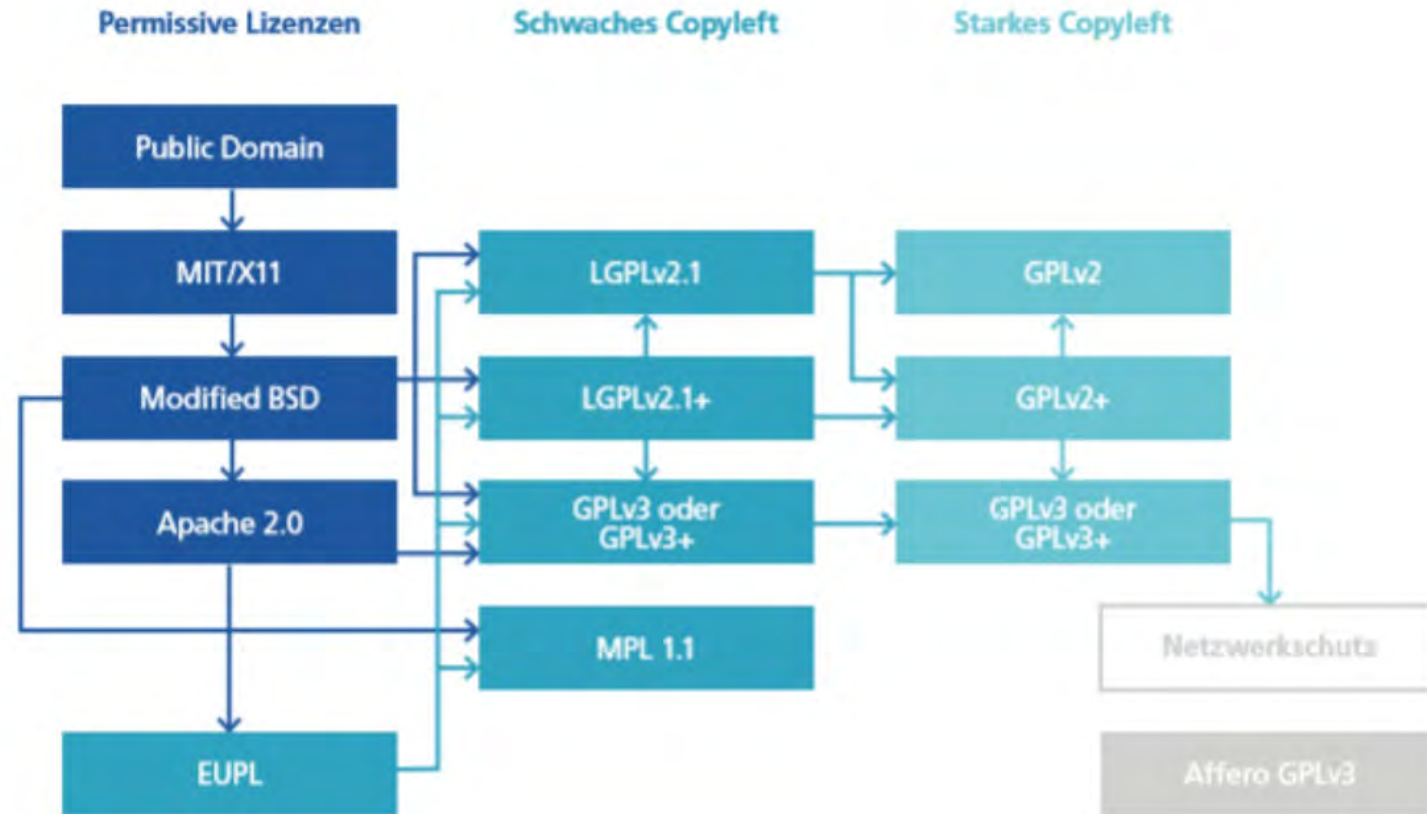 Permissive Lizenzen
Schwaches Copyleft
Starkes Copyleft
Public Domain
MIT/X11
LGPLv2.1
GPLv2
Modified BSD
LGPLv2.1+
GPLv2+
Apache 2.0
GPLv3 oder
GPLv3+
GPLv3 oder
GPLv3+
MPL 1.1
Netzwerkschutz
EUPL
Affero GPLv3